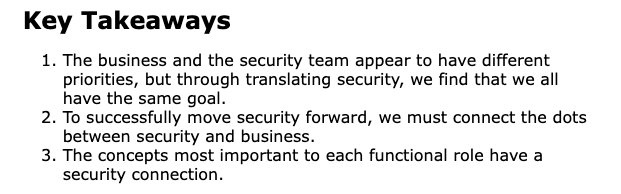 Key Takeaways
1. The business and the security team appear to have different
priorities, but through translating security, we find that we all
have the same goal.
2. To successfully move security forward, we must connect the dots
between security and business.
3. The concepts most important to each functional role have a
security connection.